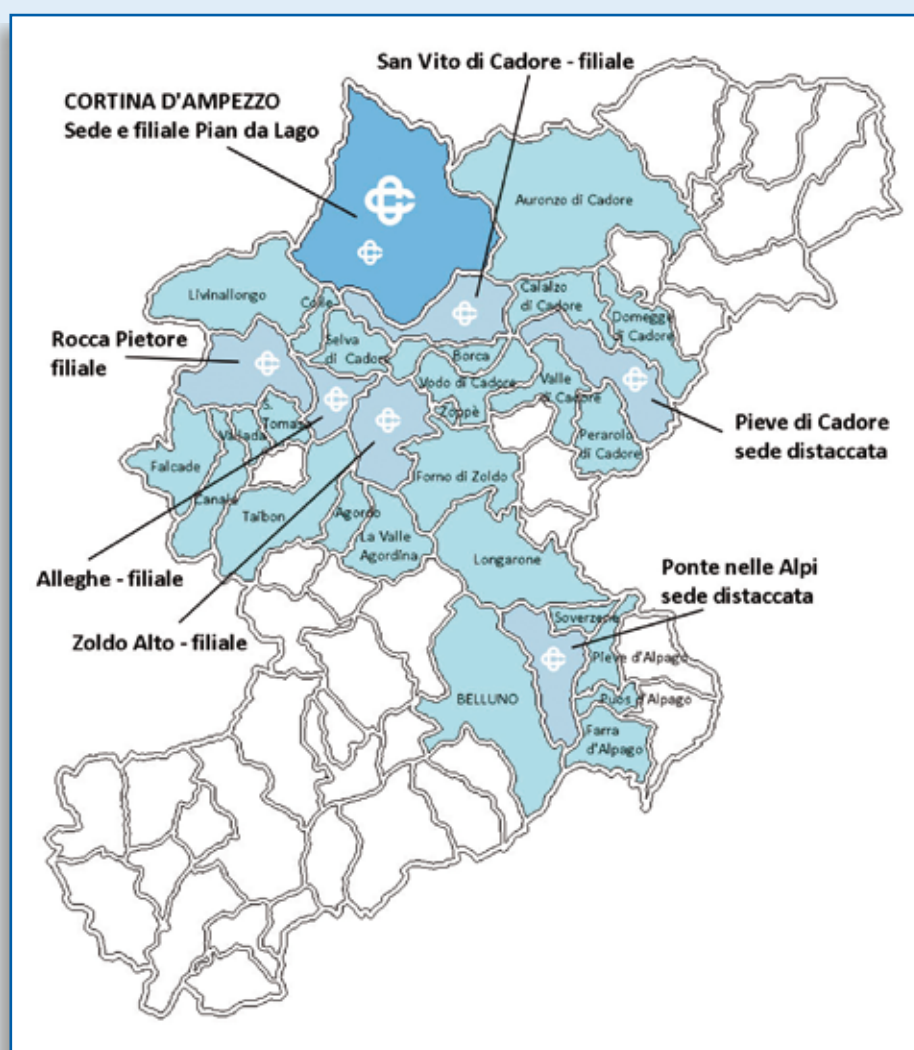 San Vito di Cadore - filiale
CORTINA D'AMPEZZO
Sede e filiale Pian da Lago
Auronzo di Cadore
Livinallongo
Colle
Calalzo
di Cadore
Domegge
di Cadore
Rocca Pietore
filiale
Selva
di Cadore
Borca
Vodo di Cadore
Valle
di Cadore
Zoppè
S.
Tomaso
Vallada
Pieve di Cadore
sede distaccata
Perarolo
di Cadore
Falcade
Forno di Zoldo
Canale
Taibon
Agordo
La Valle
Agordina
Longarone
Alleghe - filiale
Ponte nelle Alpi
sede distaccata
Zoldo Alto - filiale
Soverzene
Pieve d'Alpago
BELLUNO
Puos d'Alpago
Farra
d'Alpago